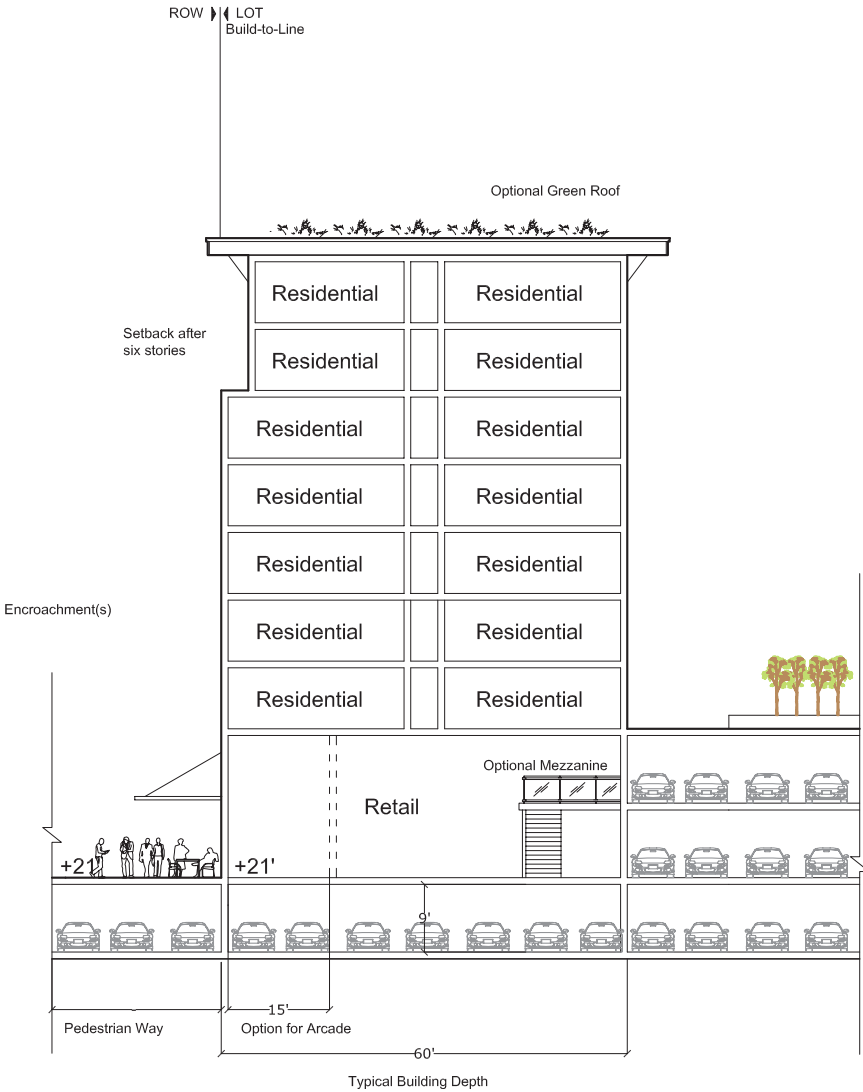 ROW LOT
Build-to-Line
Optional Green Roof
Residential Residential
Setback after
six stories
Residential Residential
Residential Residential
Residential Residential
Residential Residential
Encroachment(s)
Residential Residential
Residential Residential
Optional Mezzanine
Retail
+21' +21'
9'
15'
Pedestrian Way Option for Arcade
60'
Typical Building Depth